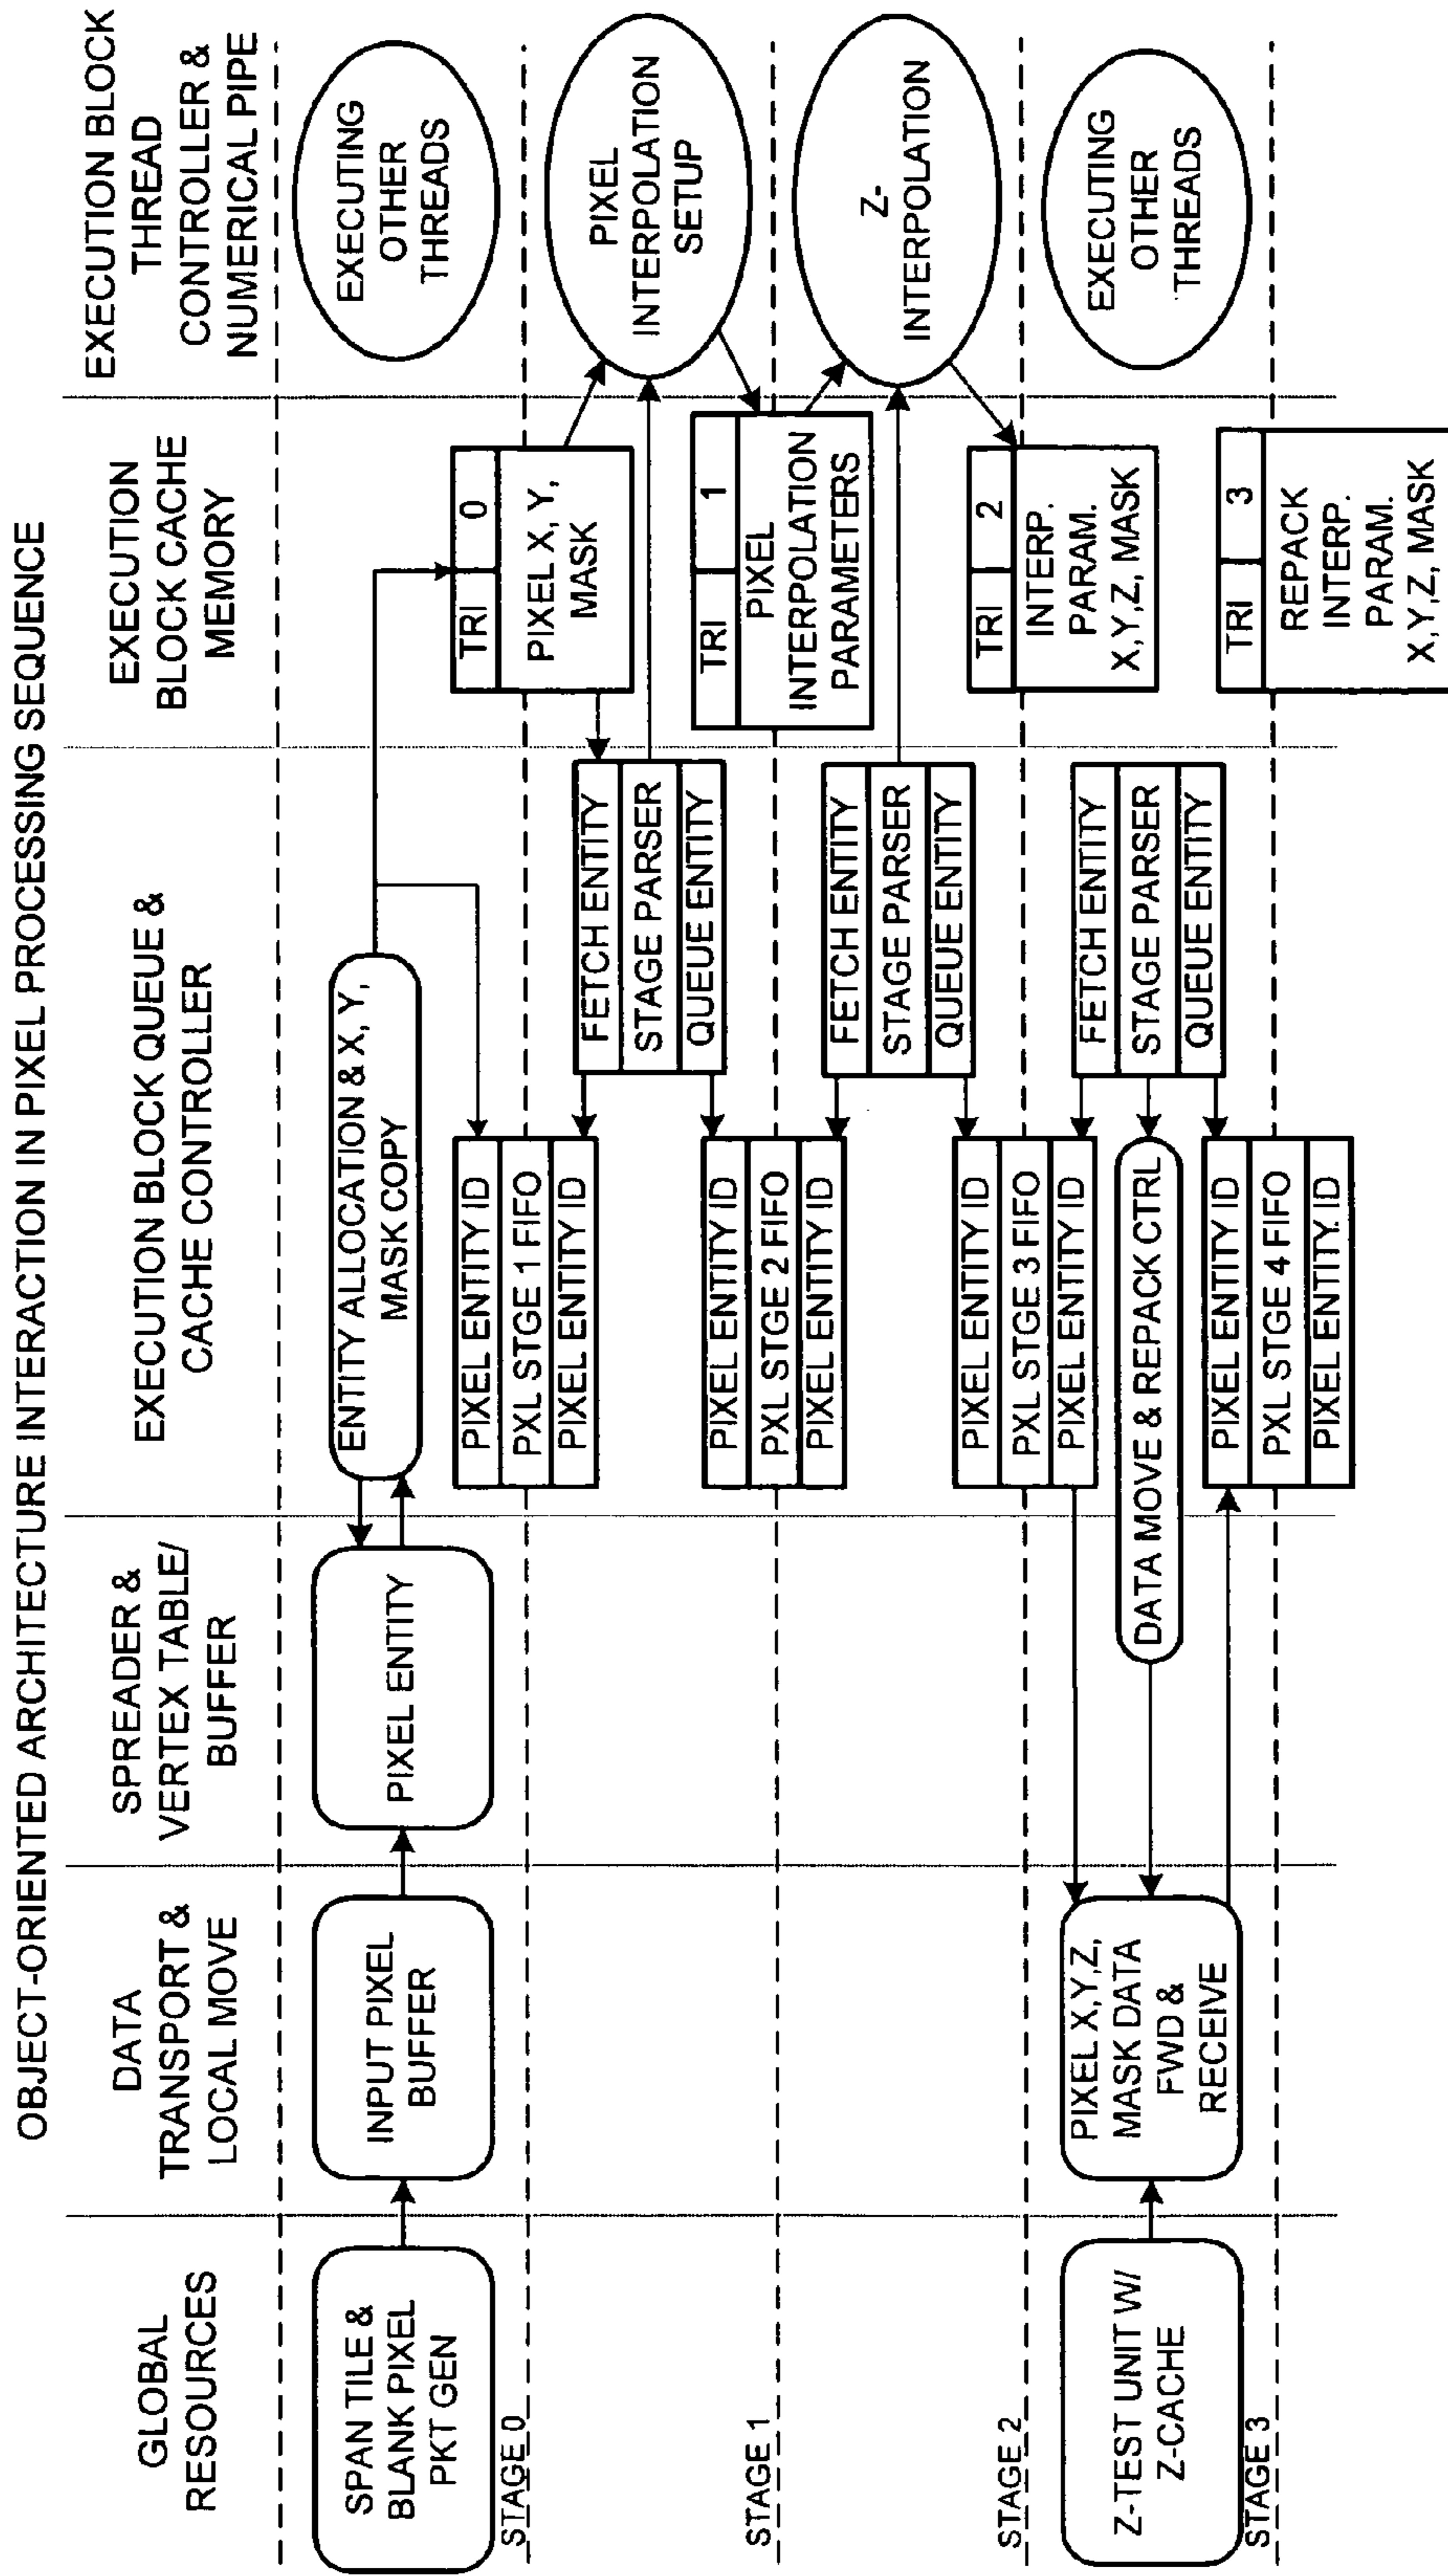 OBJECT-ORIENTED ARCHITECTURE INTERACTION IN PIXEL PROCESSING SEQUENCE
GLOBAL
RESOURCES
DATA
TRANSPORT &
LOCAL MOVE
SPREADER &
VERTEX TABLE/
BUFFER
EXECUTION BLOCK QUEUE &
CACHE CONTROLLER
EXECUTION
BLOCK CACHE
MEMORY
EXECUTION BLOCK
THREAD
CONTROLLER &
NUMERICAL PIPE
SPAN TILE &
BLANK PIXEL
PKT GEN
INPUT PIXEL
BUFFER
PIXEL ENTITY
ENTITY ALLOCATION & X, Y,
MASK COPY
EXECUTING
OTHER
THREADS
STAGE 0
PIXEL ENTITY ID
PXL STGE 1 FIFO
PIXEL ENTITY ID
TRI
0
PIXEL X, Y,
MASK
FETCH ENTITY
STAGE PARSER
QUEUE ENTITY
PIXEL
INTERPOLATION
SETUP
STAGE 1
PIXEL ENTITY ID
PXL STGE 2 FIFO
PIXEL ENTITY ID
TRI
1
PIXEL
INTERPOLATION
PARAMETERS
FETCH ENTITY
STAGE PARSER
QUEUE ENTITY
Z-
INTERPOLATION
STAGE 2
PIXEL ENTITY ID
PXL STGE 3 FIFO
PIXEL ENTITY ID
TRI
2
INTERP.
PARAM.
X,Y,Z, MASK
Z-TEST UNIT W/
Z-CACHE
PIXEL X,Y,Z,
MASK DATA
FWD &
RECEIVE
DATA MOVE & REPACK CTRL
FETCH ENTITY
STAGE PARSER
QUEUE ENTITY
EXECUTING
OTHER
THREADS
STAGE 3
PIXEL ENTITY ID
PXL STGE 4 FIFO
PIXEL ENTITY ID
TRI
3
REPACK
INTERP.
PARAM.
X,Y,Z, MASK